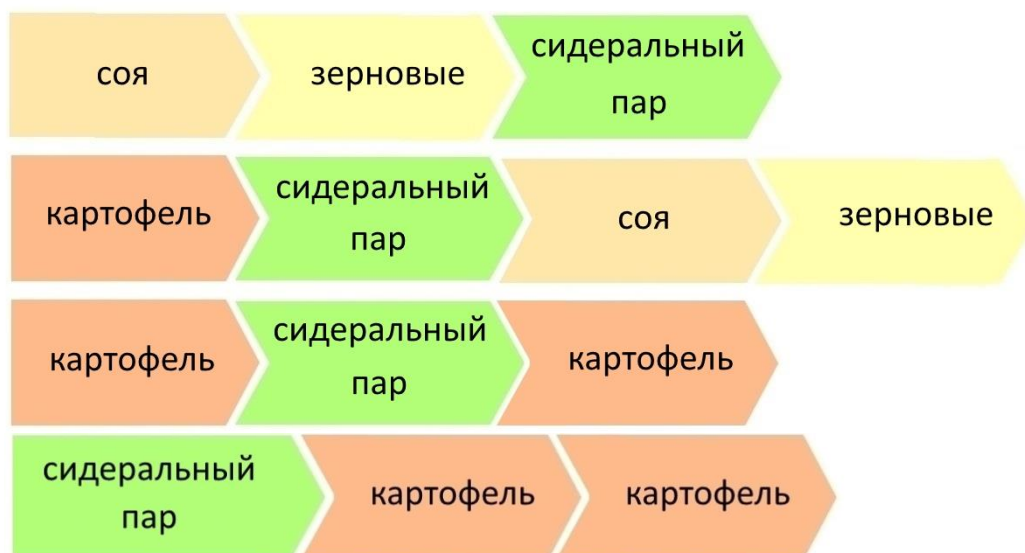 соя
зерновые
сидеральный
пар
картофель
сидеральный
пар
соя
зерновые
картофель
сидеральный
пар
картофель
сидеральный
пар
картофель
картофель